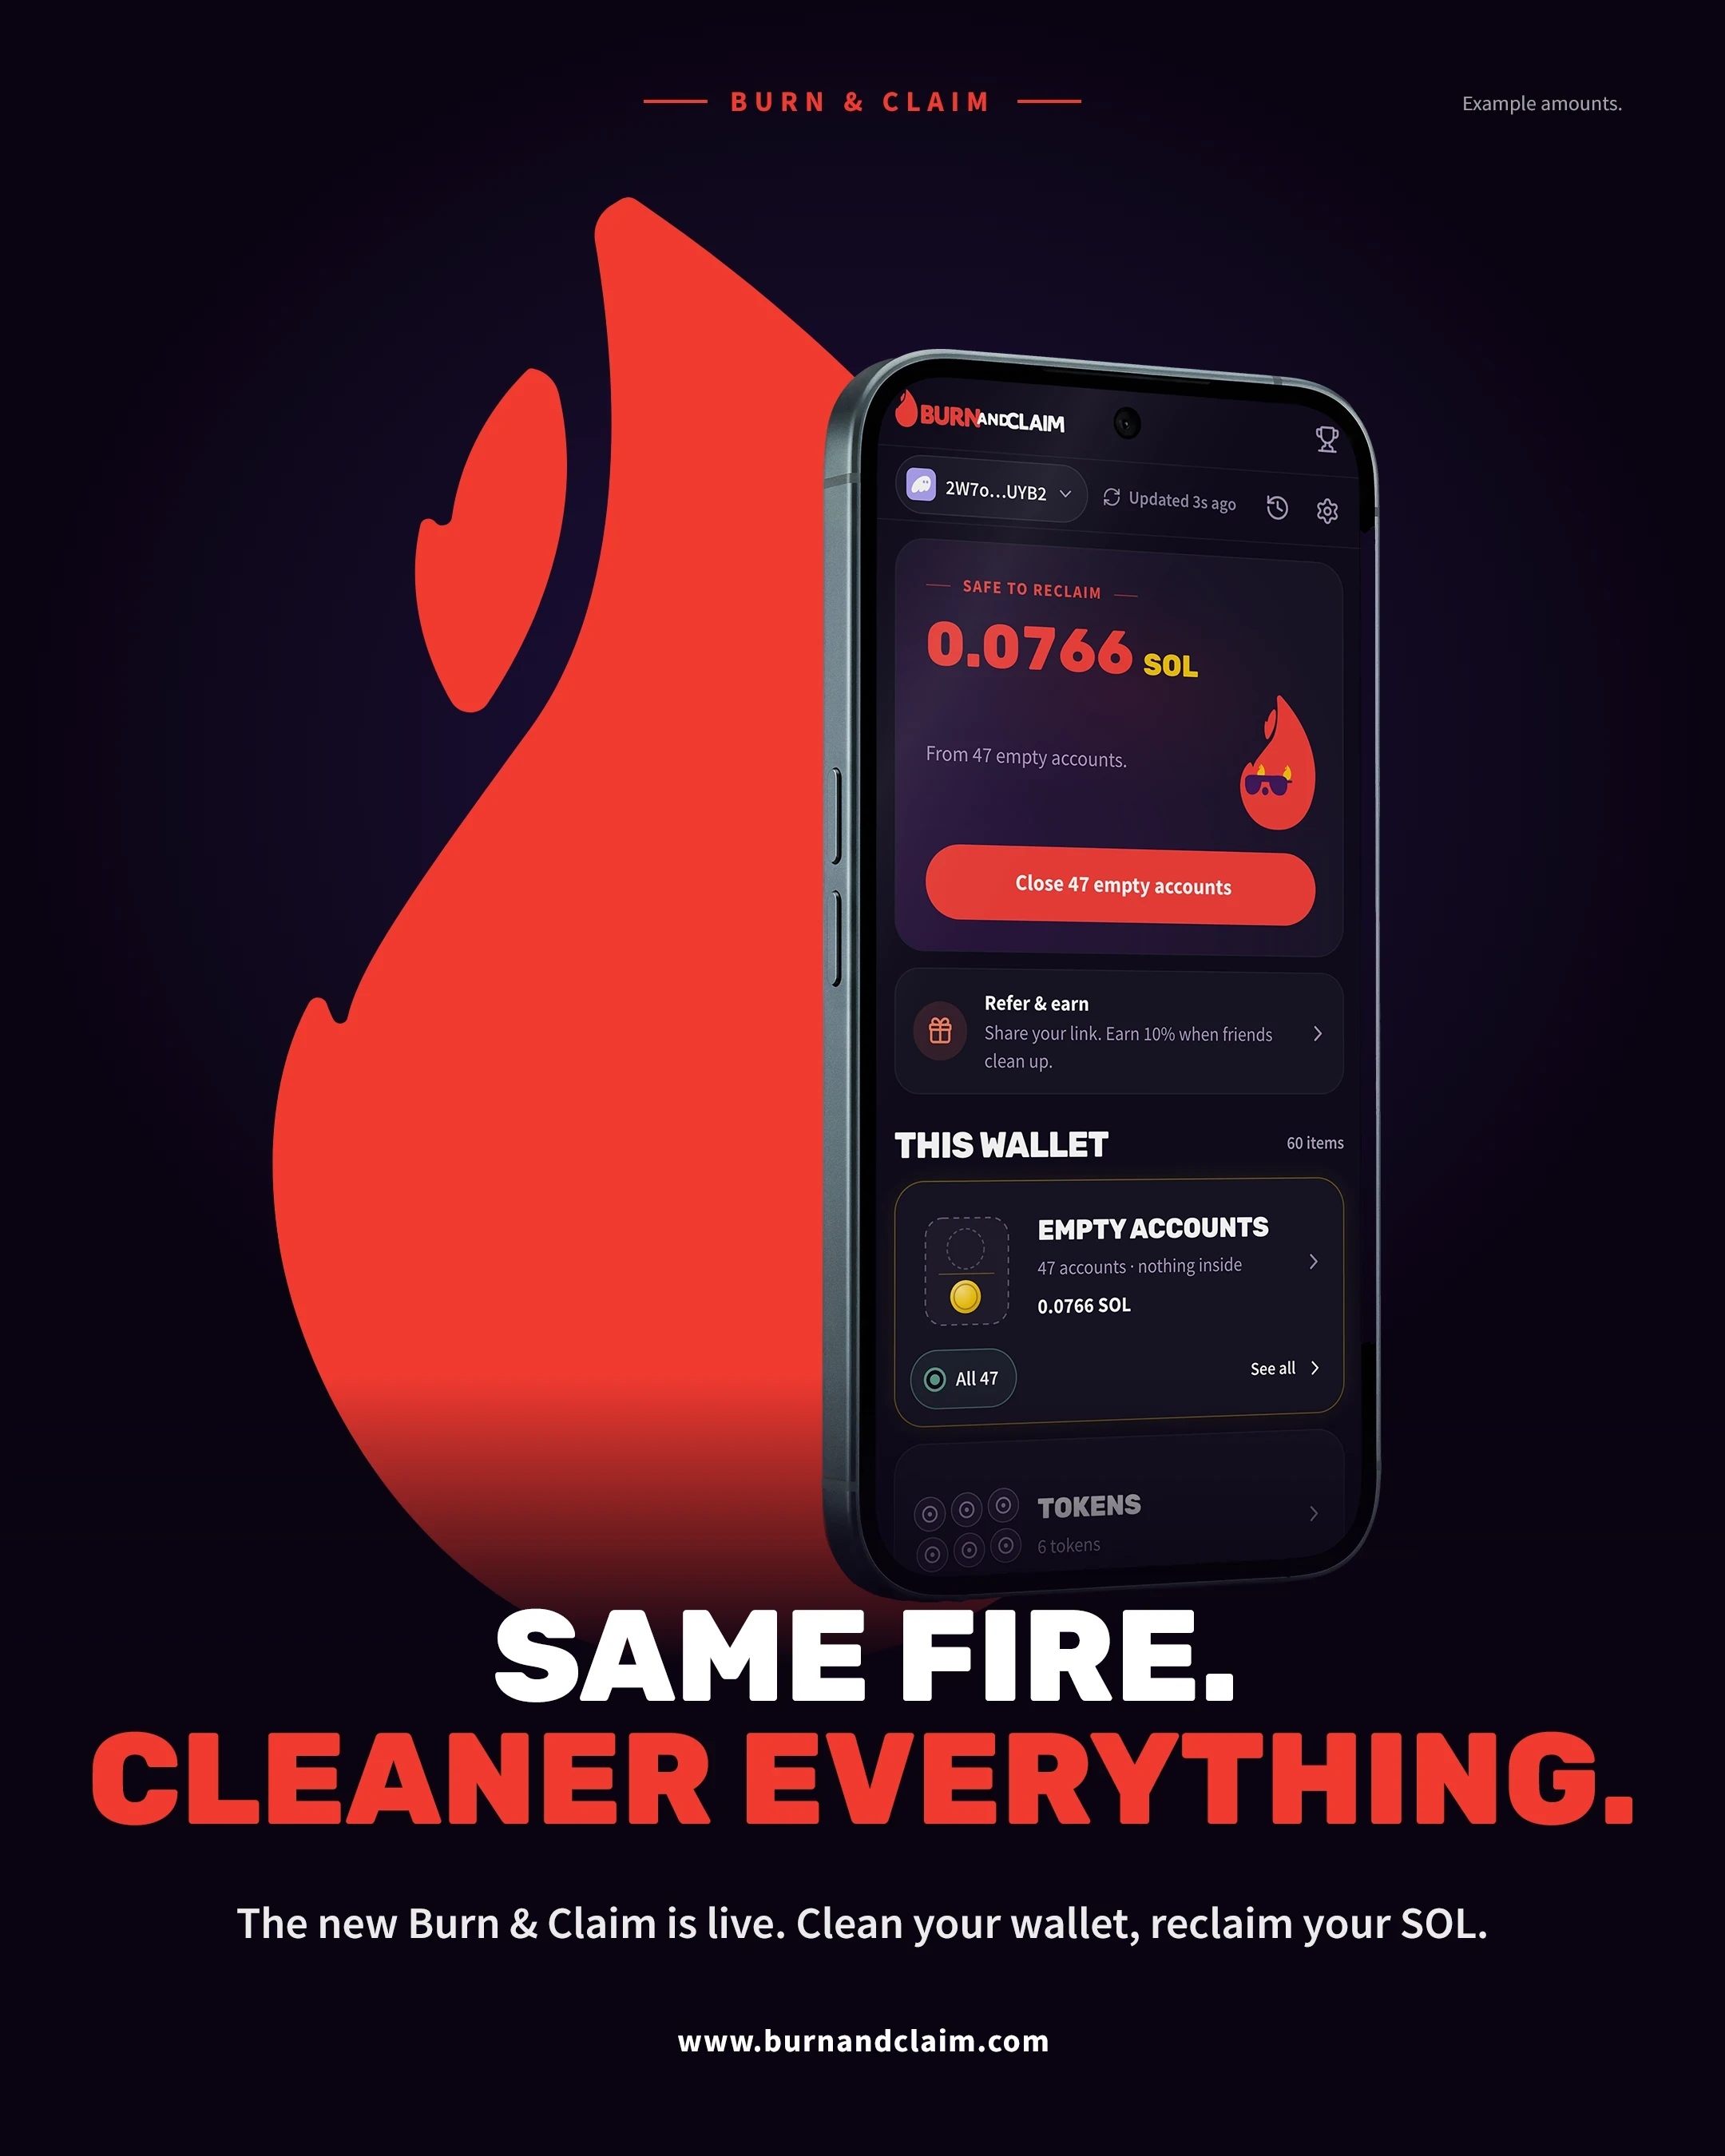 BURN & CLAIM
Example amounts.
BURNANDCLAIM
2W7o...UYB2
Updated 3s ago
SAFE TO RECLAIM
0.0766 SOL
From 47 empty accounts.
Close 47 empty accounts
Refer & earn
Share your link. Earn 10% when friends
clean up.
THIS WALLET
60 items
EMPTY ACCOUNTS
47 accounts · nothing inside
0.0766 SOL
All 47
See all
TOKENS
6 tokens
SAME FIRE.
CLEANER EVERYTHING.
The new Burn & Claim is live. Clean your wallet, reclaim your SOL.
www.burnandclaim.com